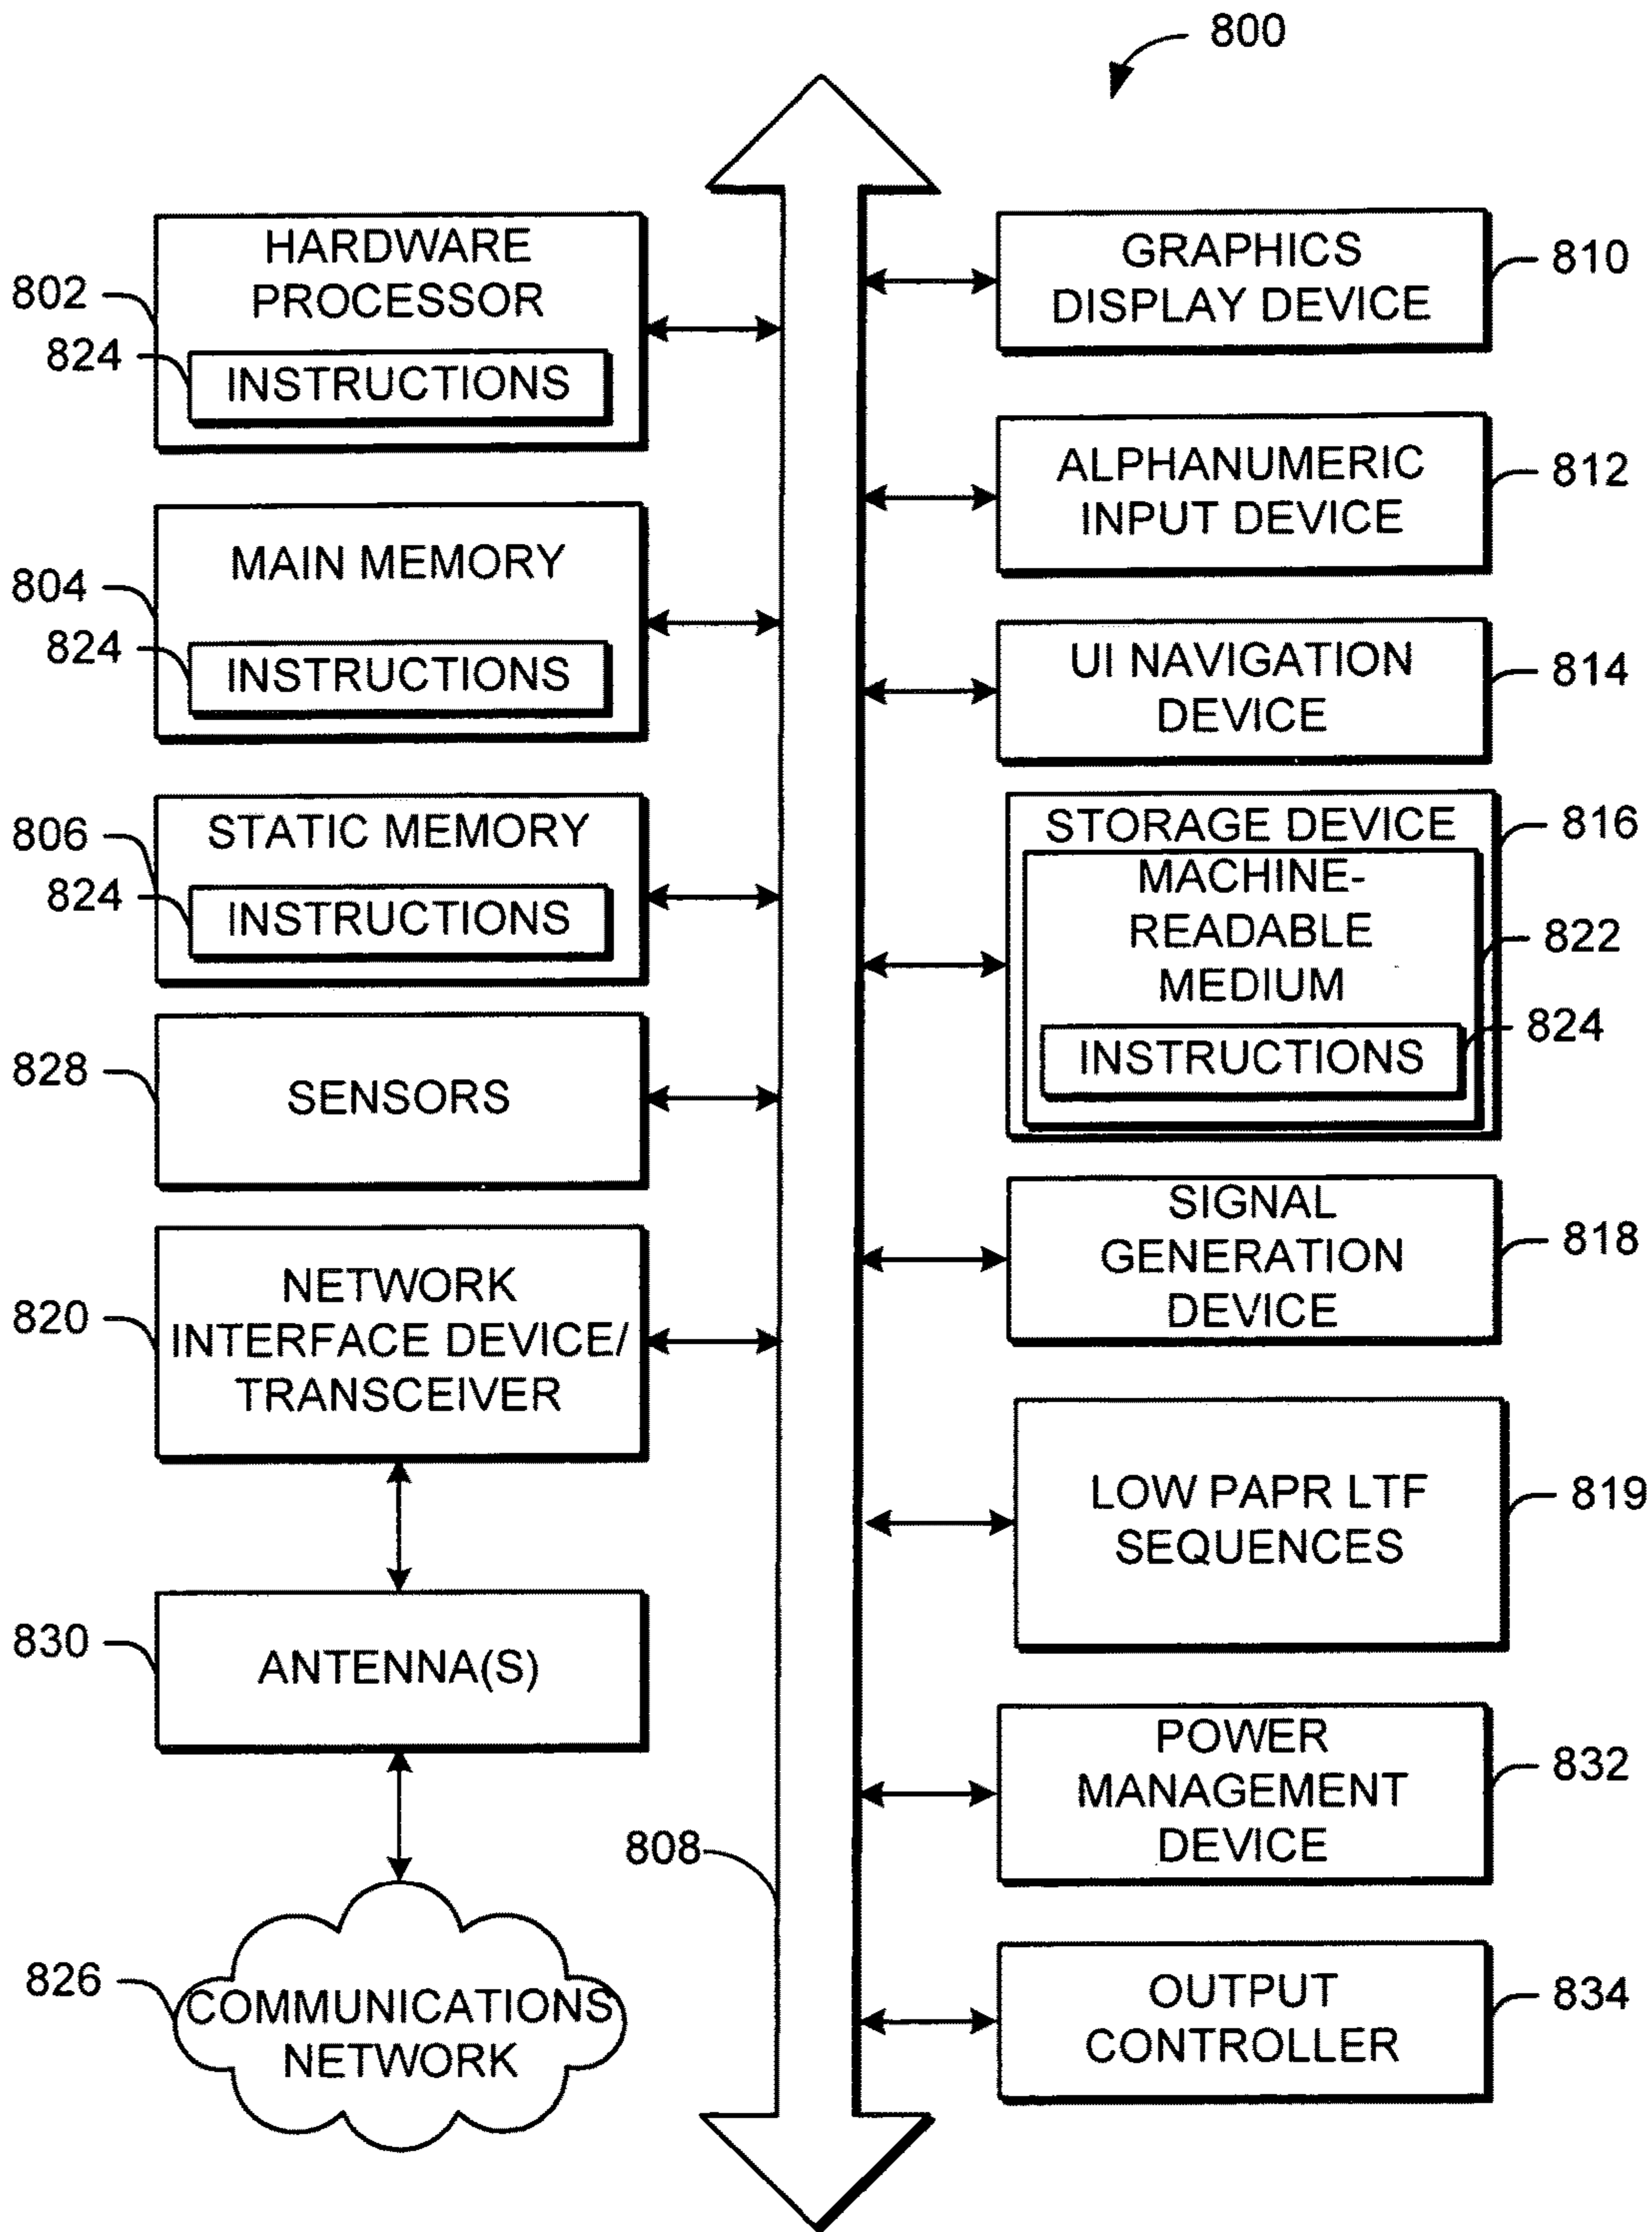 800
HARDWARE
PROCESSOR
802
824
INSTRUCTIONS
MAIN MEMORY
804
824
INSTRUCTIONS
STATIC MEMORY
806
824
INSTRUCTIONS
828
SENSORS
NETWORK
INTERFACE DEVICE/
TRANSCEIVER
820
830
ANTENNA(S)
808
826
COMMUNICATIONS
NETWORK
GRAPHICS
DISPLAY DEVICE
810
ALPHANUMERIC
INPUT DEVICE
812
UI NAVIGATION
DEVICE
814
STORAGE DEVICE
816
MACHINE-
READABLE
MEDIUM
822
824
INSTRUCTIONS
SIGNAL
GENERATION
DEVICE
818
LOW PAPR LTF
SEQUENCES
819
POWER
MANAGEMENT
DEVICE
832
OUTPUT
CONTROLLER
834